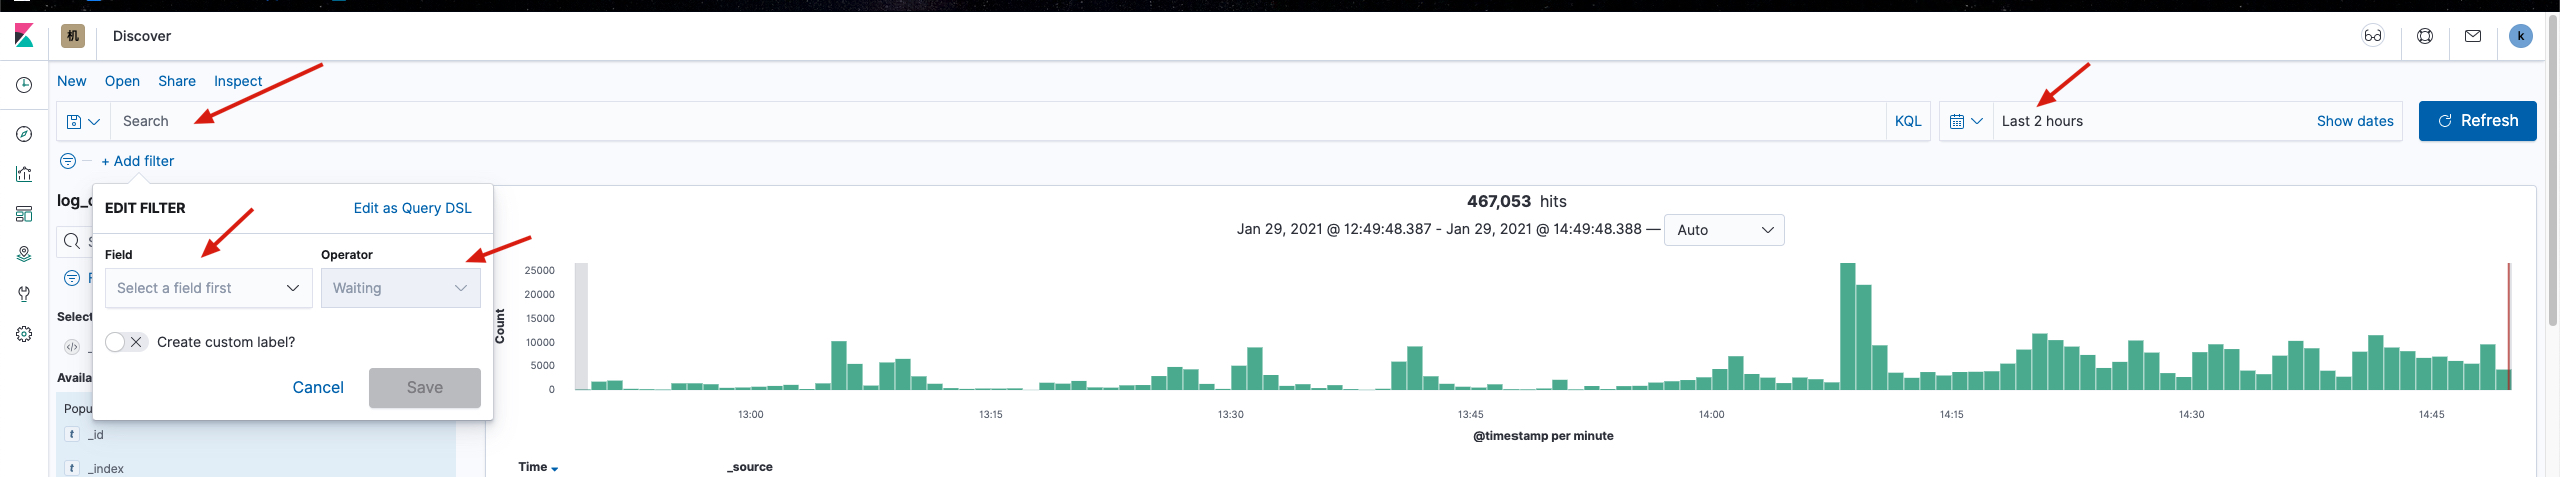 机 Discover k
New Open Share Inspect
Search KQL Last 2 hours Show dates Refresh
+ Add filter
log_
EDIT FILTER Edit as Query DSL
Field Operator
Select a field first Waiting
Create custom label?
Cancel Save
Select
Availa
Popu
t _id
t _index
467,053 hits
Jan 29, 2021 @ 12:49:48.387 - Jan 29, 2021 @ 14:49:48.388 — Auto
Count
25000
20000
15000
10000
5000
0
13:00 13:15 13:30 13:45 14:00 14:15 14:30 14:45
@timestamp per minute
Time _source